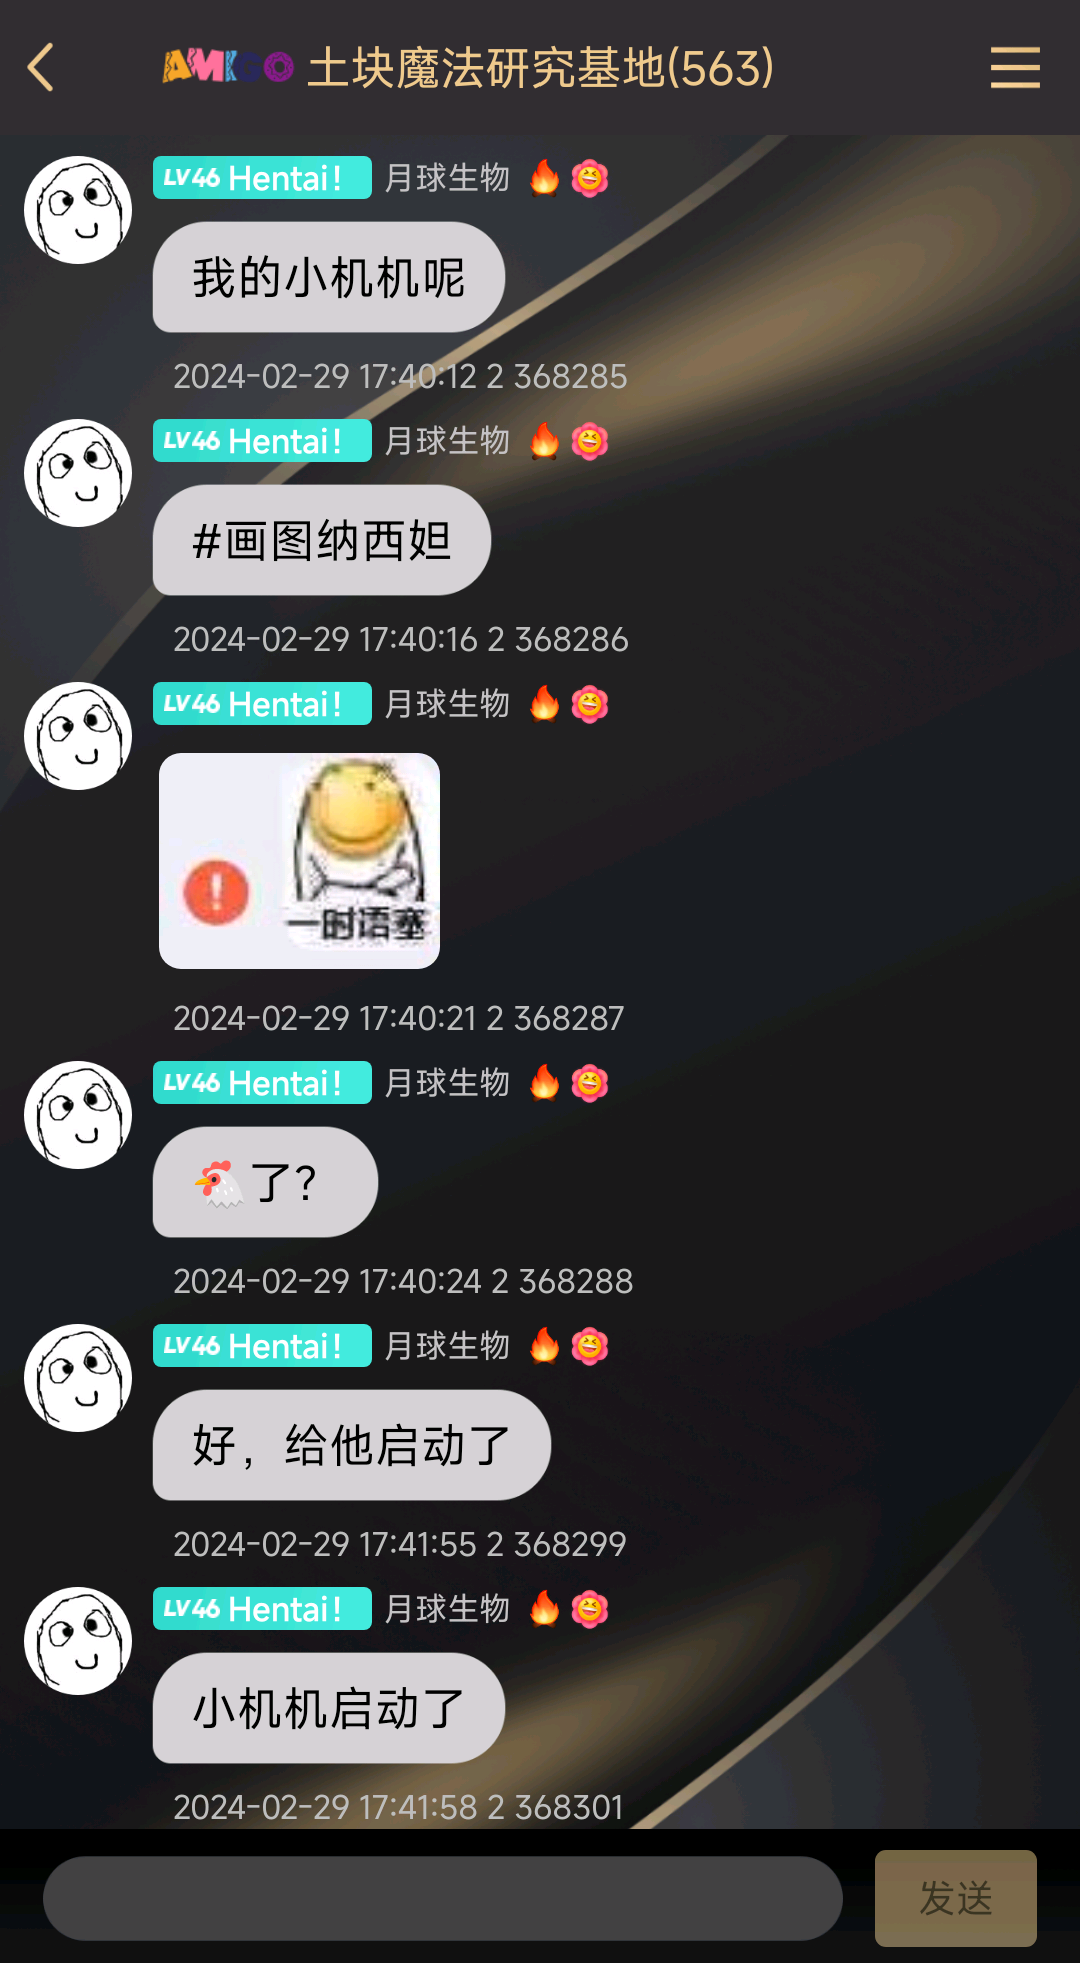 AMIGO 土块魔法研究基地(563)
LV46 Hentai! 月球生物
我的小机机呢
2024-02-29 17:40:12 2 368285
LV46 Hentai! 月球生物
#画图纳西妲
2024-02-29 17:40:16 2 368286
LV46 Hentai! 月球生物
一时语塞
2024-02-29 17:40:21 2 368287
LV46 Hentai! 月球生物
🐔了?
2024-02-29 17:40:24 2 368288
LV46 Hentai! 月球生物
好，给他启动了
2024-02-29 17:41:55 2 368299
LV46 Hentai! 月球生物
小机机启动了
2024-02-29 17:41:58 2 368301
发送